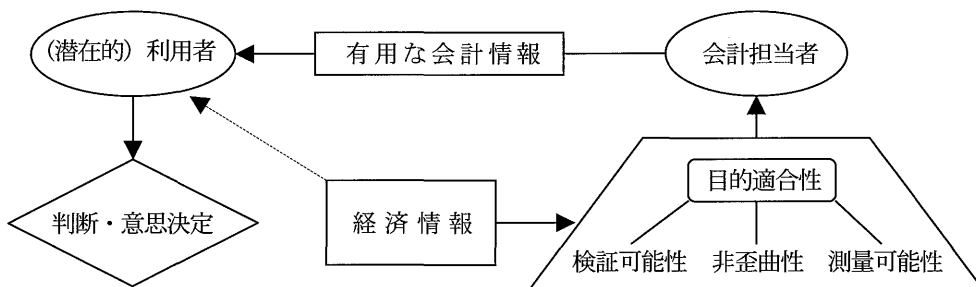 (潜在的) 利用者
有用な会計情報
会計担当者
目的適合性
判断・意思決定
経済情報
検証可能性 非歪曲性 測量可能性